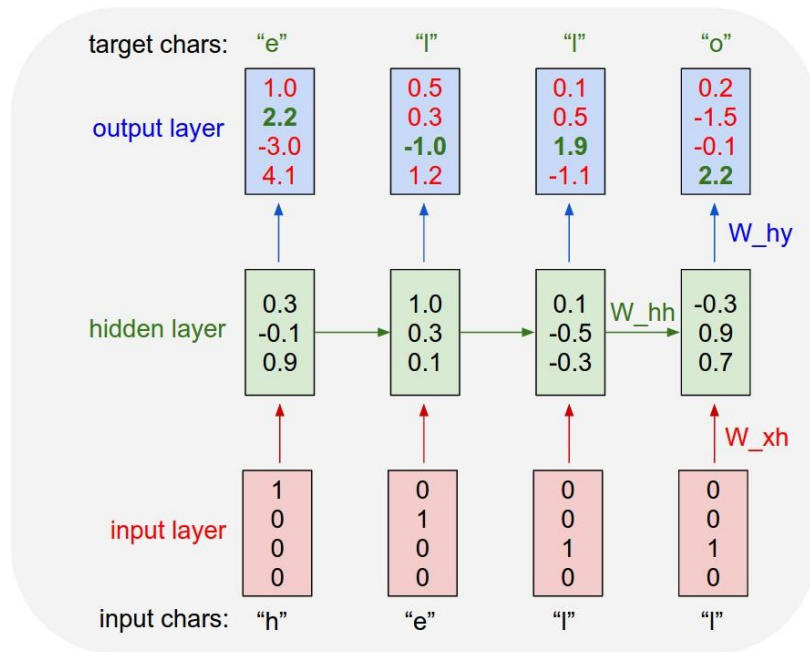 target chars: “e” “l” “l” “o”
output layer
1.0 0.5 0.1 0.2
2.2 0.3 0.5 -1.5
-3.0 -1.0 1.9 -0.1
4.1 1.2 -1.1 2.2
W_hy
hidden layer
0.3 1.0 0.1 -0.3
-0.1 0.3 -0.5 0.9
0.9 0.1 -0.3 0.7
W_hh
W_xh
input layer
1 0 0 0
0 1 0 0
0 0 1 1
0 0 0 0
input chars: “h” “e” “l” “l”